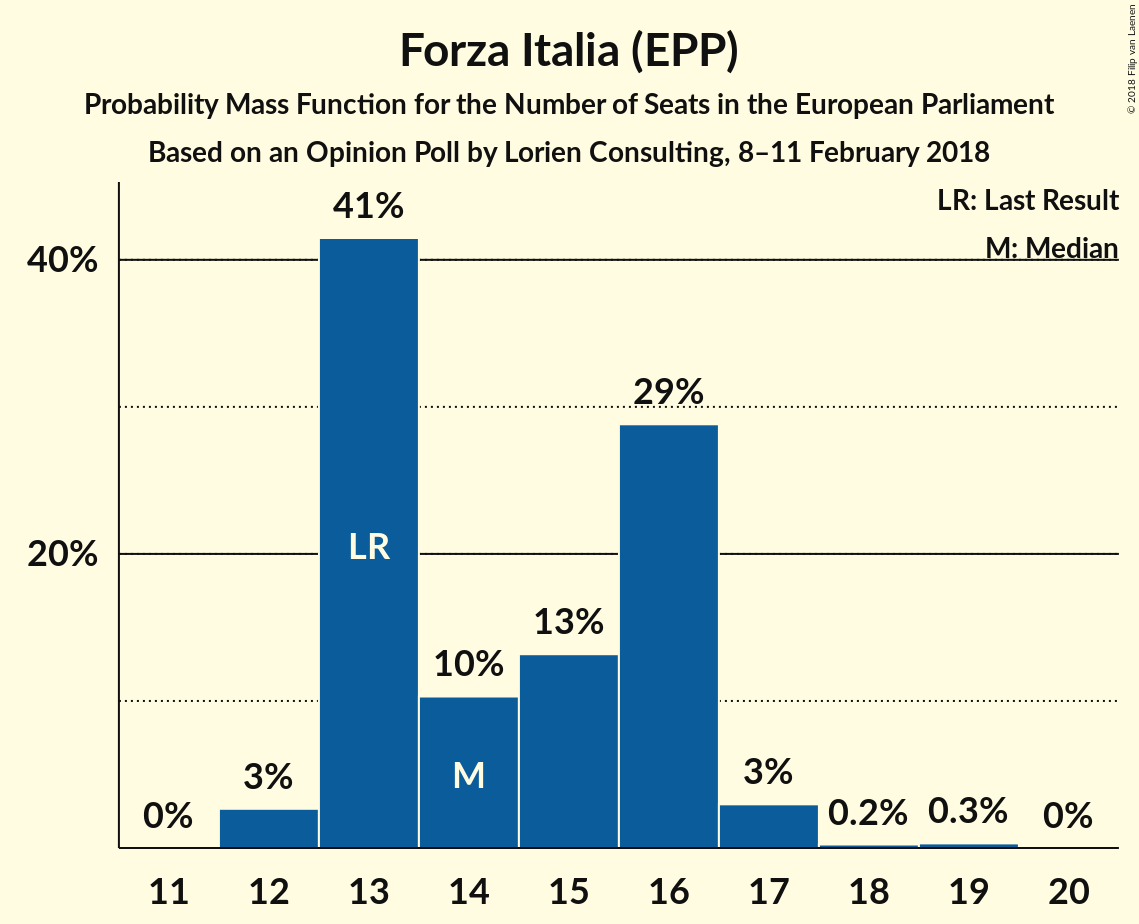 Forza Italia (EPP)
Probability Mass Function for the Number of Seats in the European Parliament
Based on an Opinion Poll by Lorien Consulting, 8–11 February 2018
© 2018 Filip van Laenen
LR: Last Result
M: Median
40%
20%
0%
3%
41%
10%
13%
29%
3%
0.2%
0.3%
0%
LR
M
11 12 13 14 15 16 17 18 19 20